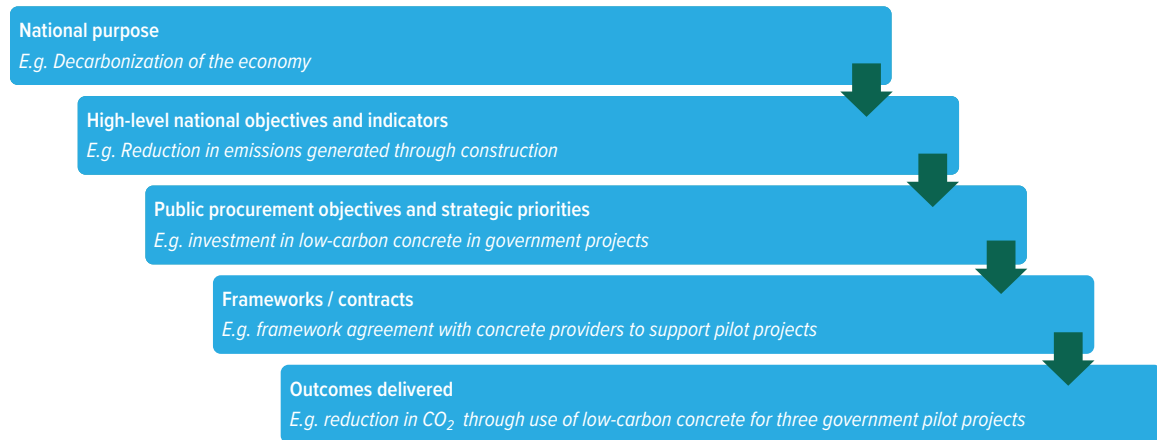 National purpose
E.g. Decarbonization of the economy
High-level national objectives and indicators
E.g. Reduction in emissions generated through construction
Public procurement objectives and strategic priorities
E.g. investment in low-carbon concrete in government projects
Frameworks / contracts
E.g. framework agreement with concrete providers to support pilot projects
Outcomes delivered
E.g. reduction in CO₂ through use of low-carbon concrete for three government pilot projects